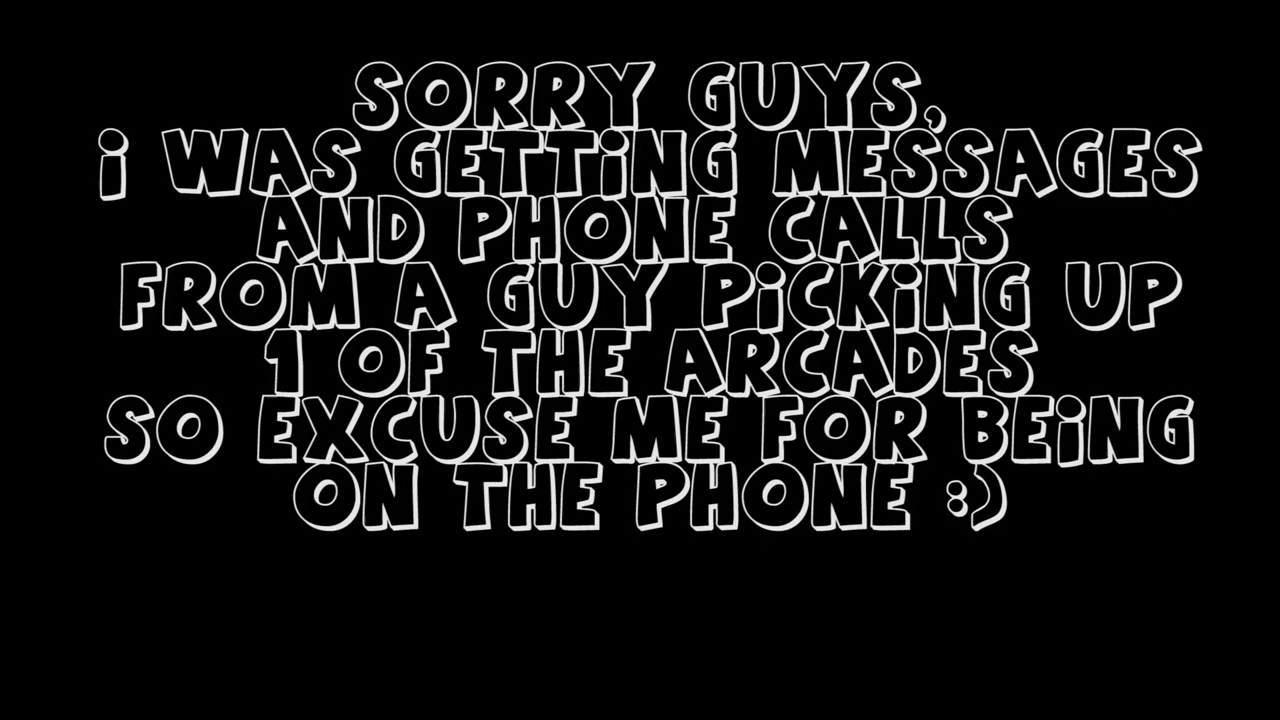 SORRY GUYS,
i WAS GETTiNG MESSAGES
AND PHONE CALLS
FROM A GUY PiCKiNG UP
1 OF THE ARCADES
SO EXCUSE ME FOR BEiNG
ON THE PHONE :)